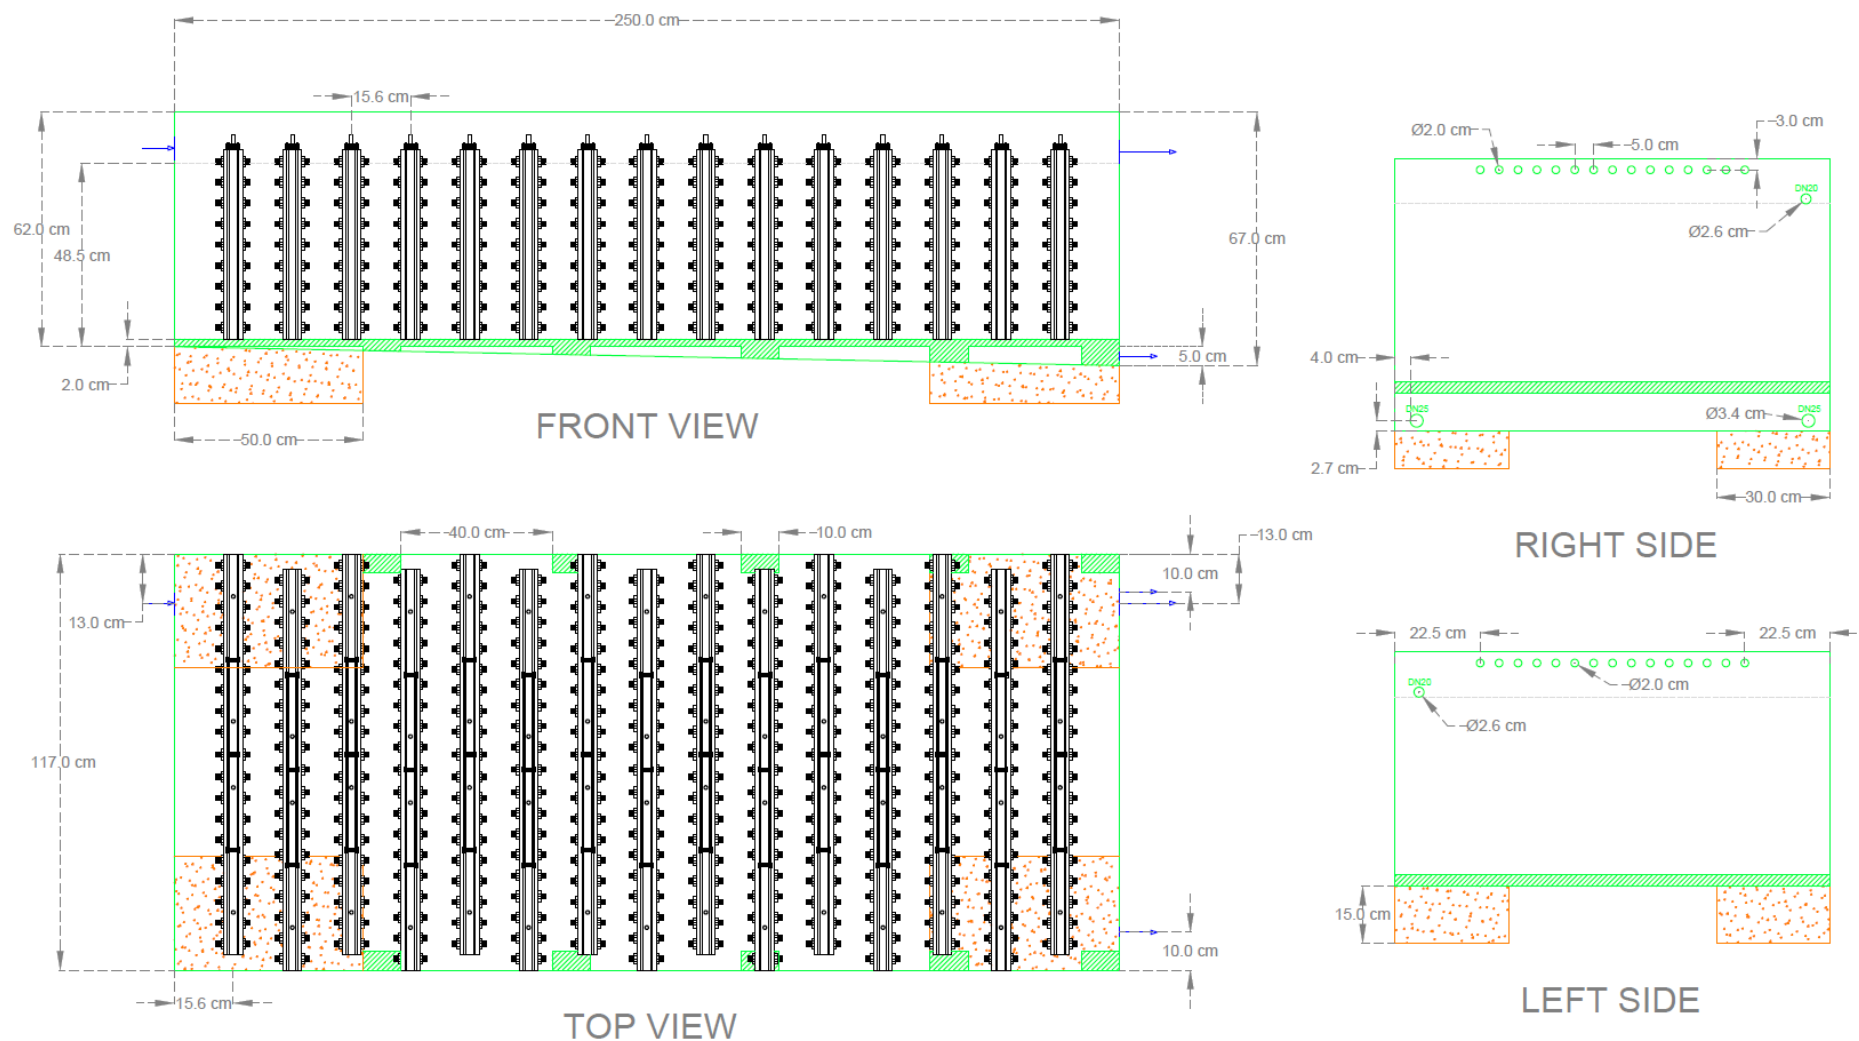 250.0 cm
15.6 cm
62.0 cm
48.5 cm
67.0 cm
5.0 cm
2.0 cm
50.0 cm
FRONT VIEW
Ø2.0 cm
5.0 cm
3.0 cm
DN20
Ø2.6 cm
4.0 cm
DN25
Ø3.4 cm
DN25
2.7 cm
30.0 cm
RIGHT SIDE
40.0 cm
10.0 cm
13.0 cm
10.0 cm
13.0 cm
117.0 cm
10.0 cm
15.6 cm
TOP VIEW
22.5 cm
22.5 cm
DN20
Ø2.0 cm
Ø2.6 cm
15.0 cm
LEFT SIDE